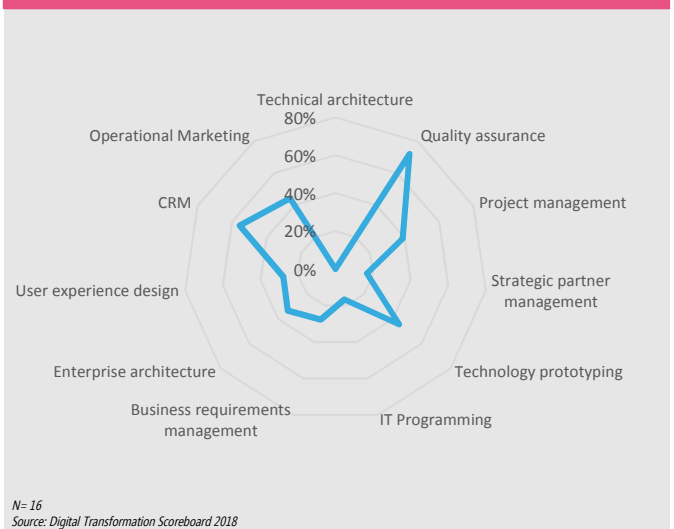 Technical architecture
80%
Operational Marketing
Quality assurance
60%
CRM
40%
Project management
20%
0%
User experience design
Strategic partner
management
Enterprise architecture
Technology prototyping
Business requirements
management
IT Programming
N= 16
Source: Digital Transformation Scoreboard 2018